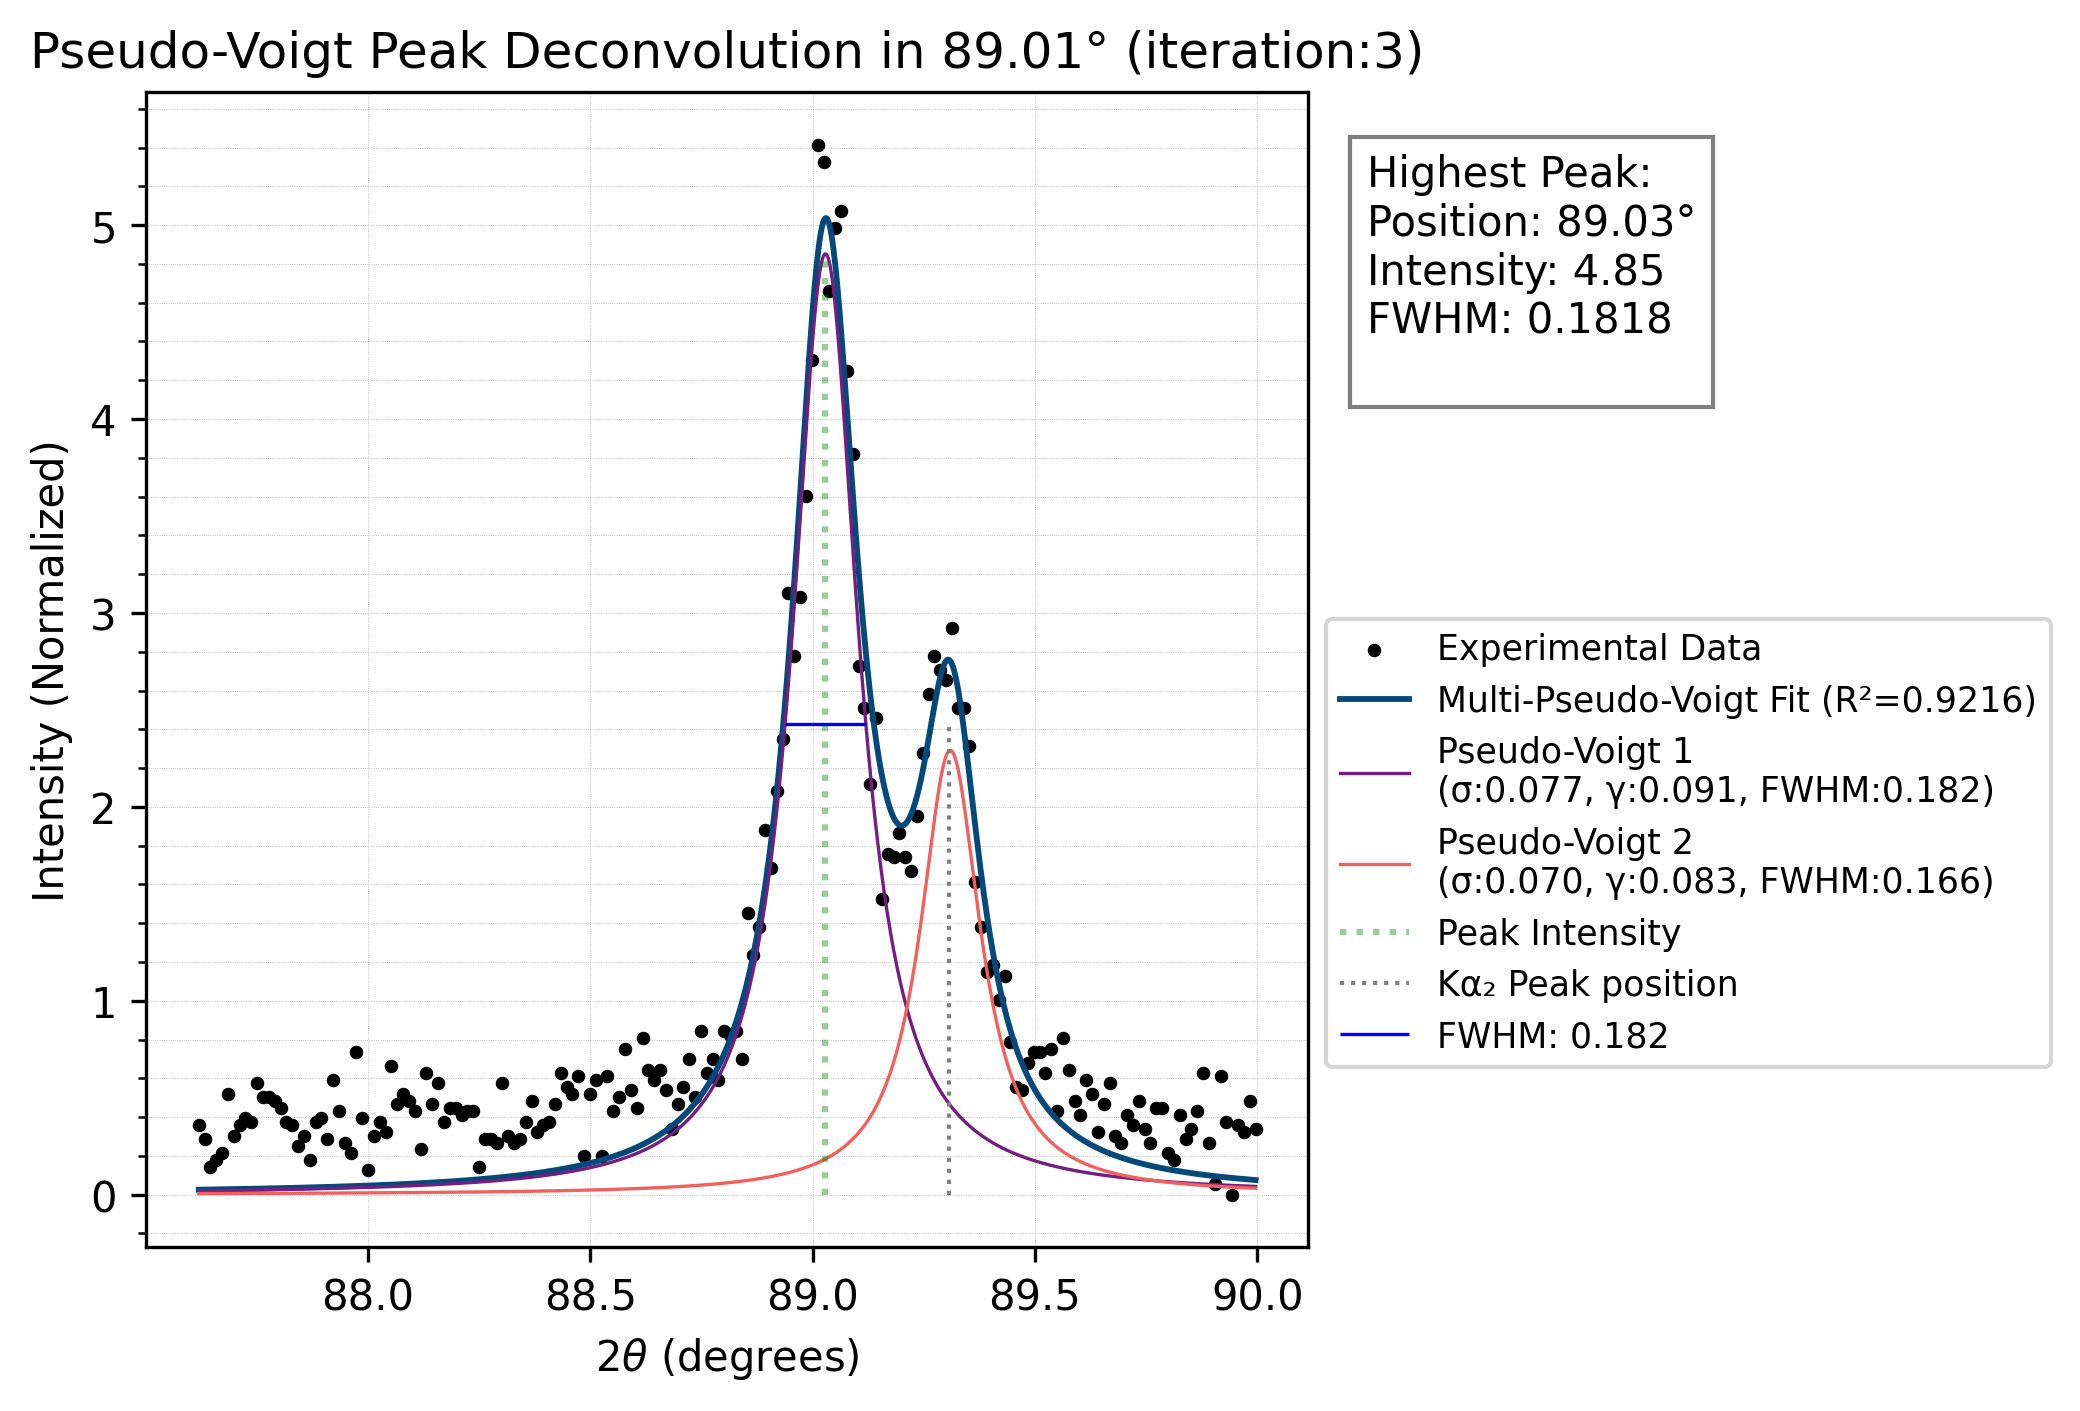 Pseudo-Voigt Peak Deconvolution in 89.01° (iteration:3)
Highest Peak:
Position: 89.03°
Intensity: 4.85
FWHM: 0.1818
Intensity (Normalized)
5
4
3
2
1
0
88.0 88.5 89.0 89.5 90.0
2θ (degrees)
Experimental Data
Multi-Pseudo-Voigt Fit (R²=0.9216)
Pseudo-Voigt 1
(σ:0.077, γ:0.091, FWHM:0.182)
Pseudo-Voigt 2
(σ:0.070, γ:0.083, FWHM:0.166)
Peak Intensity
Kα₂ Peak position
FWHM: 0.182